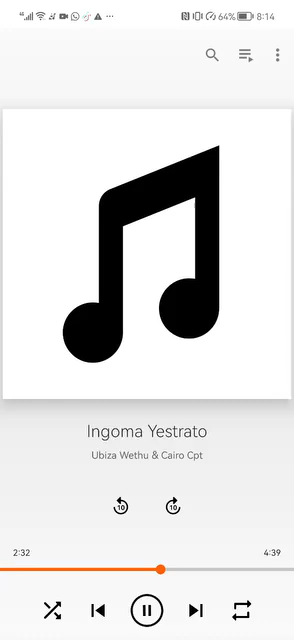 64% 8:14
Ingoma Yestrato
Ubiza Wethu & Cairo Cpt
10 10
2:32 4:39